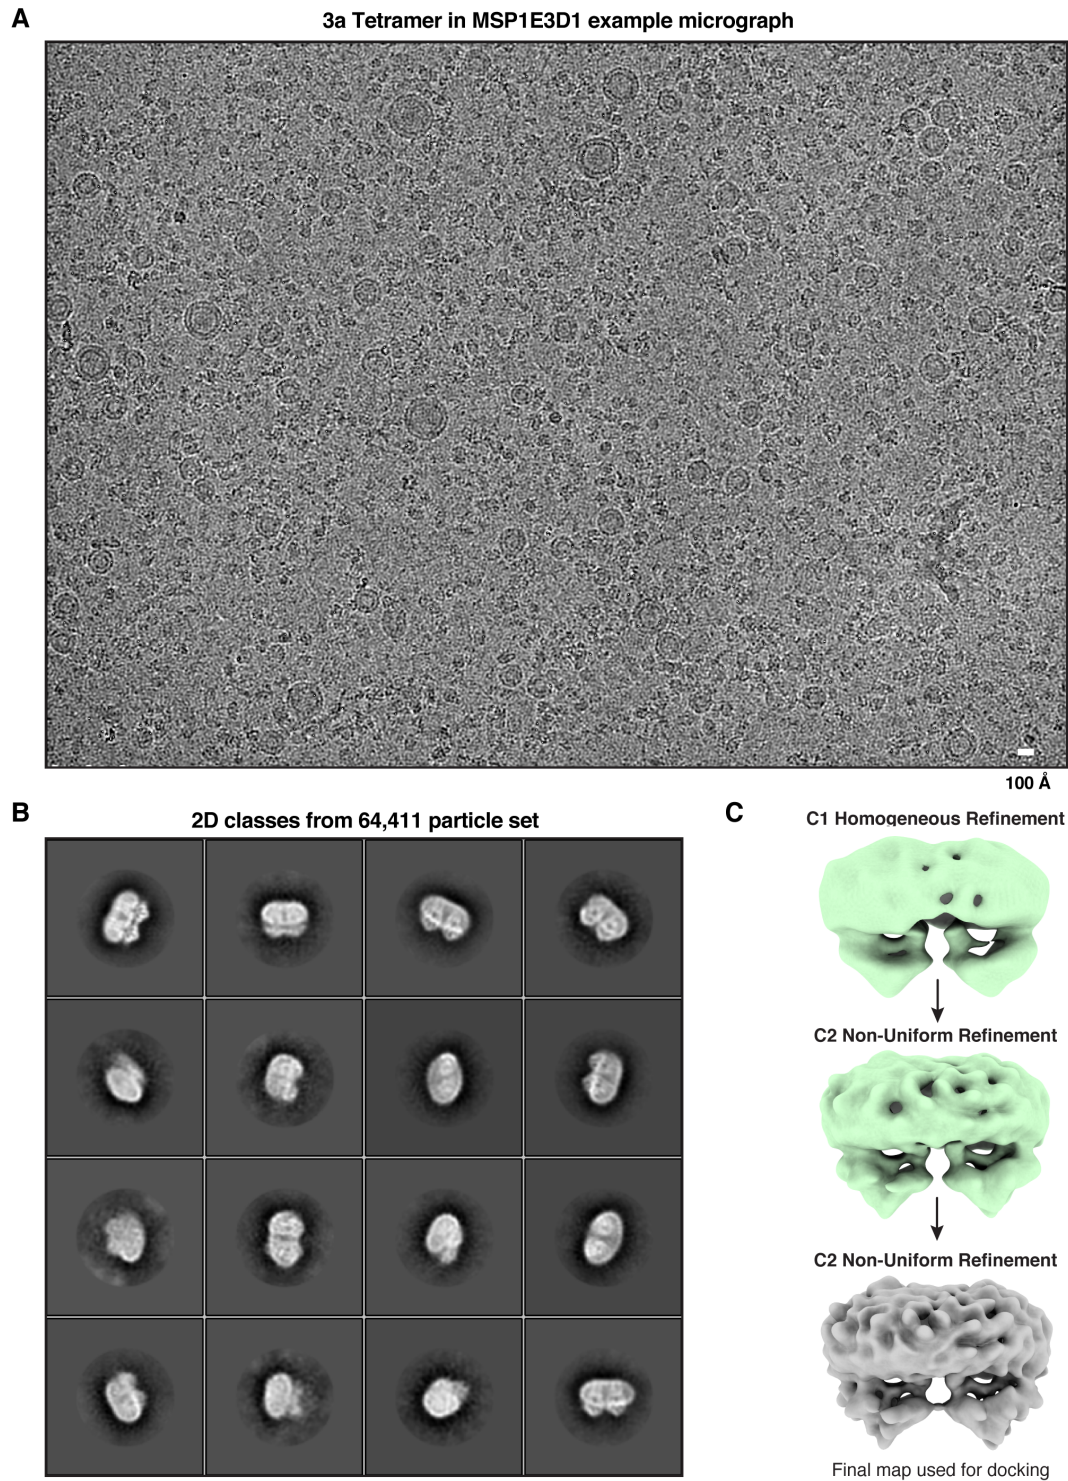 A
3a Tetramer in MSP1E3D1 example micrograph
100 Å
B
2D classes from 64,411 particle set
C
C1 Homogeneous Refinement
C2 Non-Uniform Refinement
C2 Non-Uniform Refinement
Final map used for docking